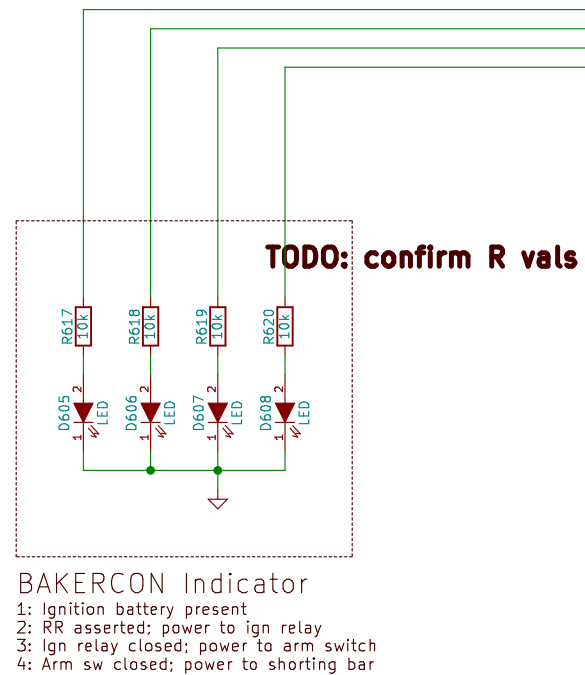 TODO: confirm R vals
R617 10k R618 10k R619 10k R620 10k
2 2 2 2
D605 LED D606 LED D607 LED D608 LED
1 1 1 1
BAKERCON Indicator
1: Ignition battery present
2: RR asserted; power to ign relay
3: Ign relay closed; power to arm switch
4: Arm sw closed; power to shorting bar